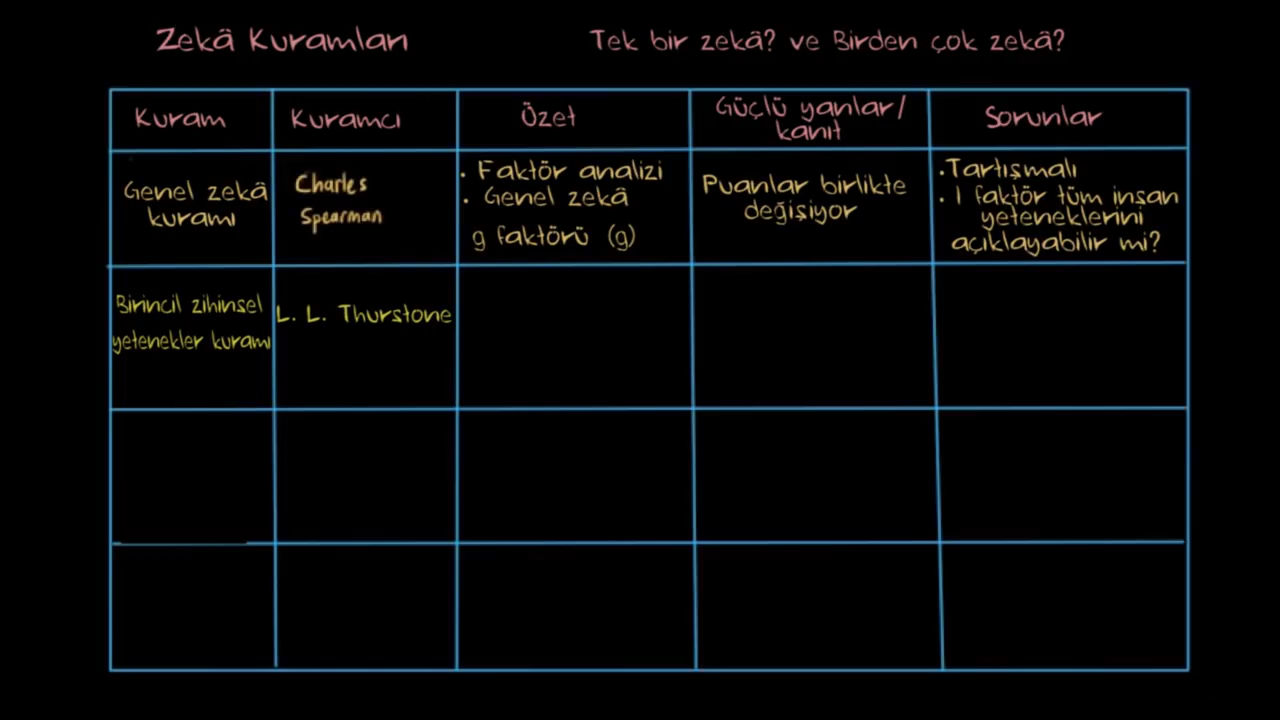 Zekâ Kuramları
Tek bir zekâ? ve Birden çok zekâ?
Kuram
Kuramcı
Üzet
Güçlü yanlar/
kanıt
Sorunlar
Genel zekâ
kuramı
Charles
Spearman
• Faktör analizi
• Genel zekâ
g faktörü (g)
Puanlar birlikte
değişiyor
• Tartışmalı
• 1 faktör tüm insan
yeteneklerini
açıklayabilir mi?
Birincil zihinsel
yetenekler kuramı
L. L. Thurstone